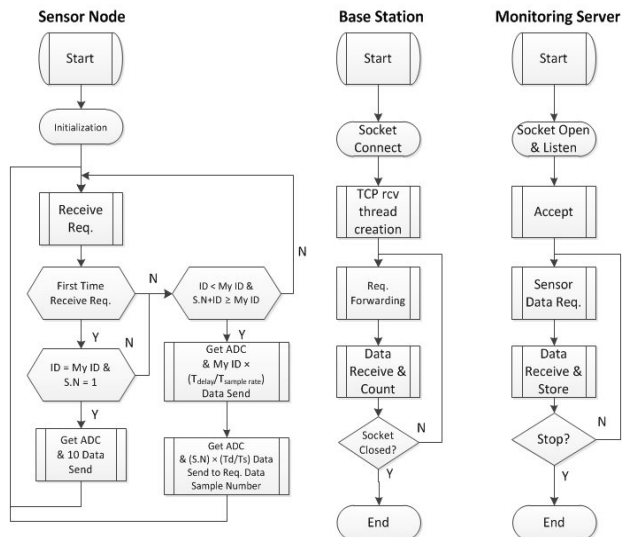 Sensor Node
Start
Initialization
Receive
Req.
First Time
Receive Req.
N
Y
ID = My ID &
S.N = 1
N
Y
Get ADC
& 10 Data
Send
ID < My ID &
S.N+ID ≥ My ID
N
Y
Get ADC
& My ID ×
(Tdelay/Tsample rate)
Data Send
Get ADC
& (S.N) × (Td/Ts) Data
Send to Req. Data
Sample Number
Base Station
Start
Socket
Connect
TCP rcv
thread
creation
Req.
Forwarding
Data
Receive &
Count
Socket
Closed?
N
Y
End
Monitoring Server
Start
Socket Open
& Listen
Accept
Sensor
Data Req.
Data
Receive &
Store
Stop?
N
Y
End